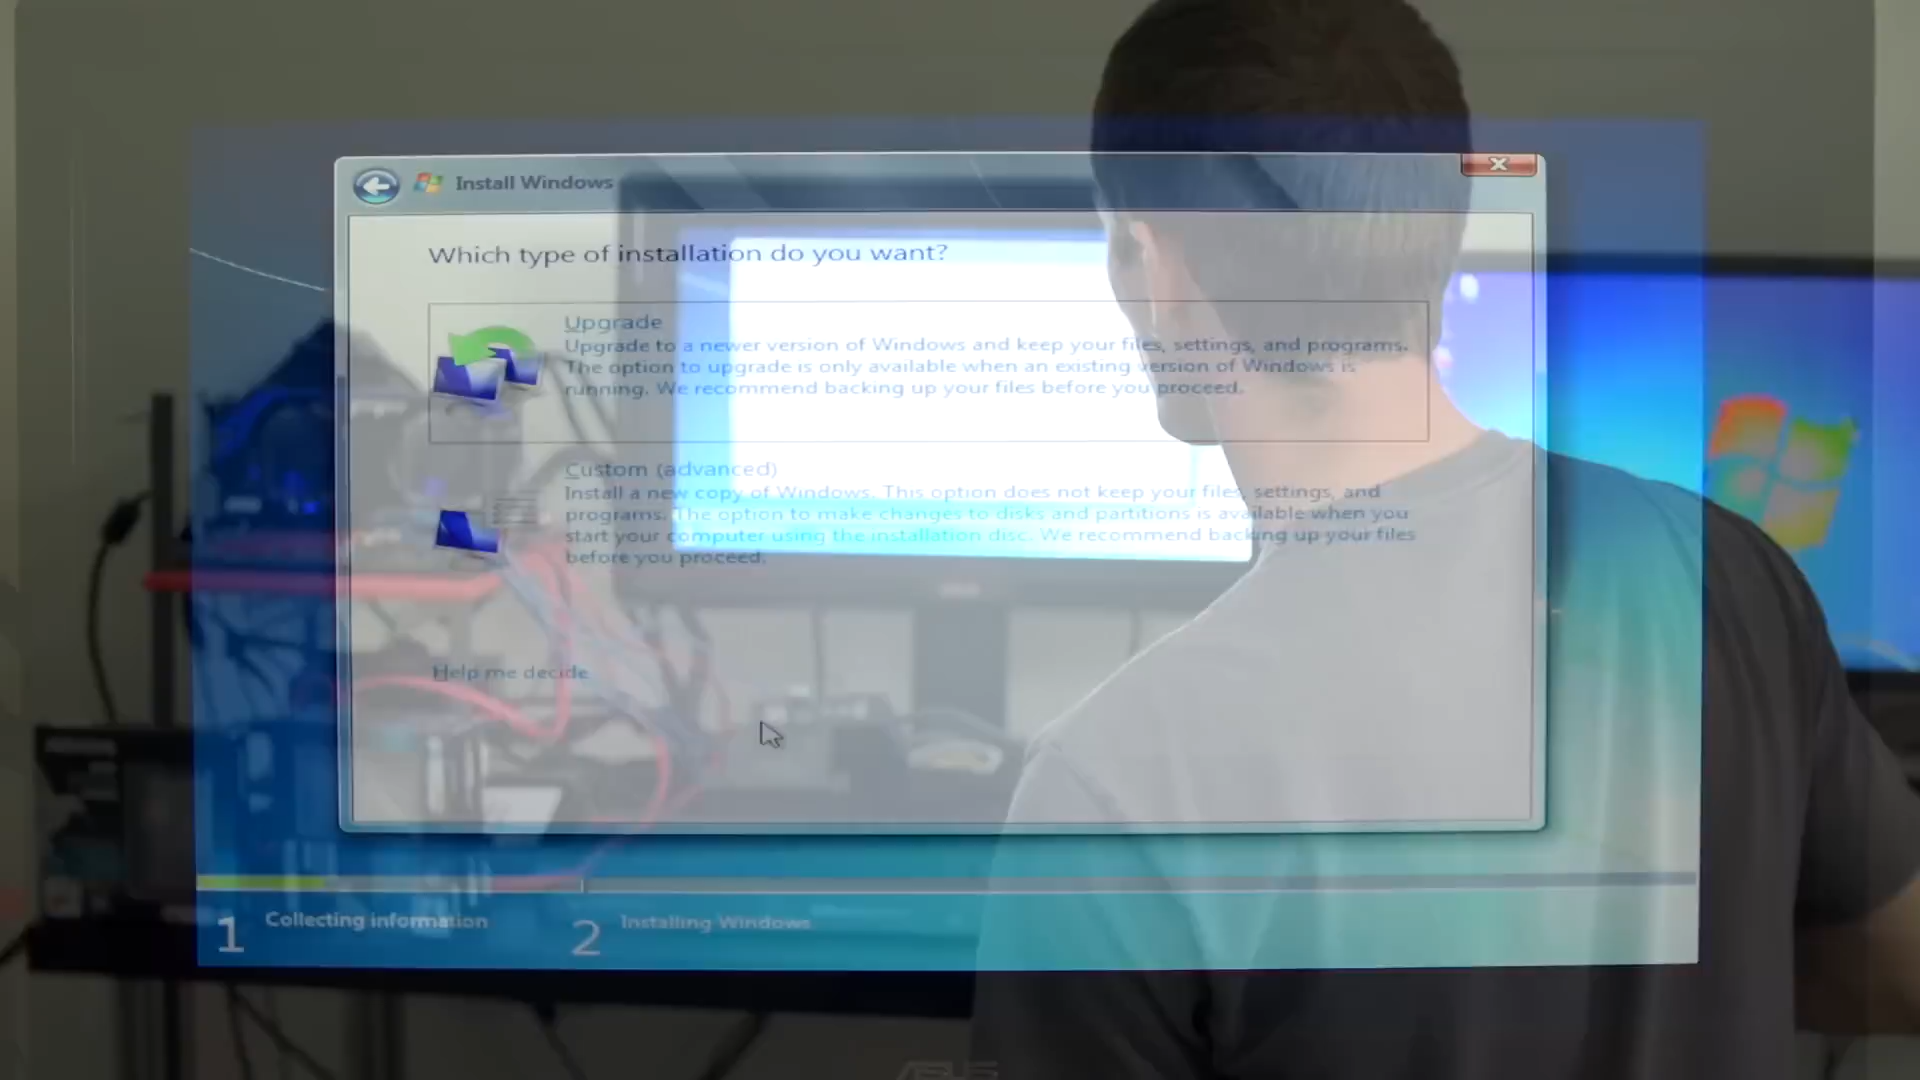 Install Windows
Which type of installation do you want?
Upgrade
Upgrade to a newer version of Windows and keep your files, settings, and programs.
The option to upgrade is only available when an existing version of Windows is
running. We recommend backing up your files before you proceed.
Custom (advanced)
Install a new copy of Windows. This option does not keep your files, settings, and
programs. The option to make changes to disks and partitions is available when you
start your computer using the installation disc. We recommend backing up your files
before you proceed.
Help me decide
1 Collecting information
2 Installing Windows
ASUS